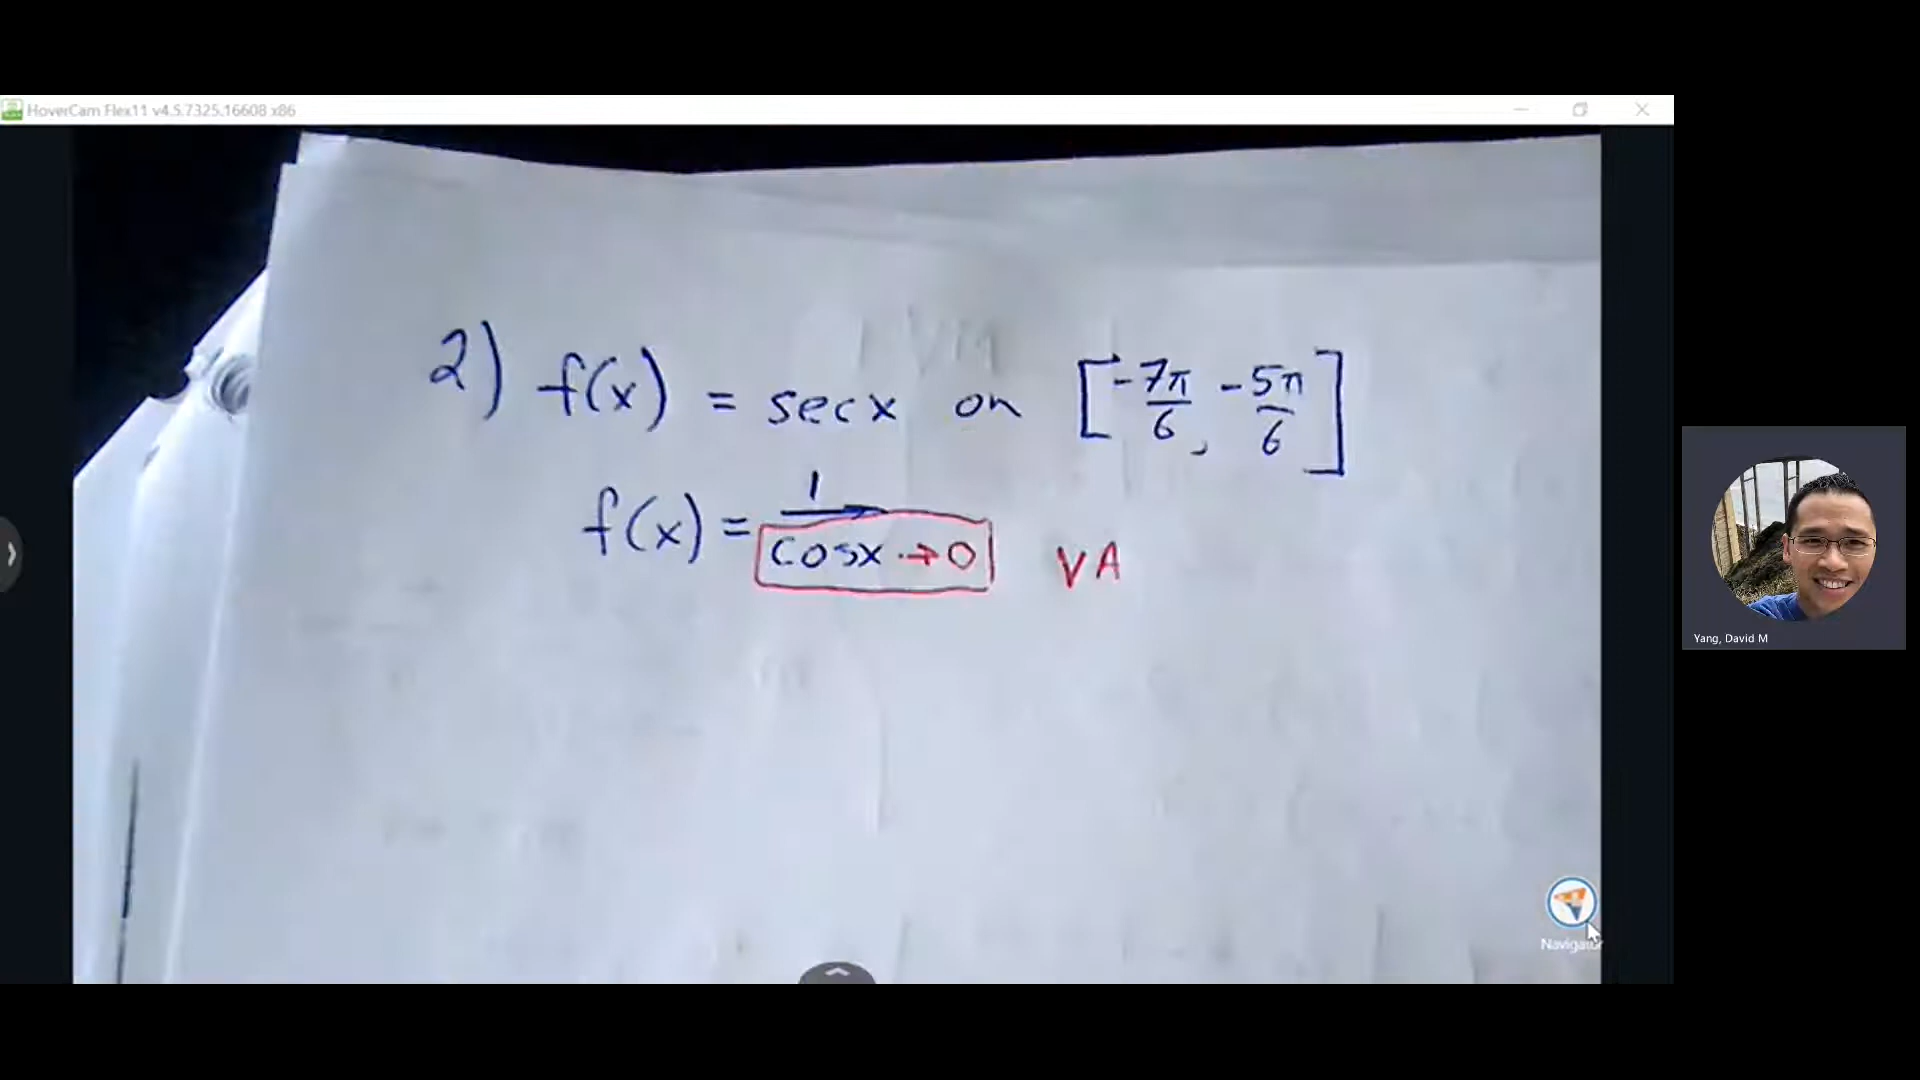 HoverCam Flex11 v4.5.7325.16608 x86
2) f(x) = sec x on [-7π/6, -5π/6]
f(x) = 1/cosx → 0 VA
Navigator
Yang, David M